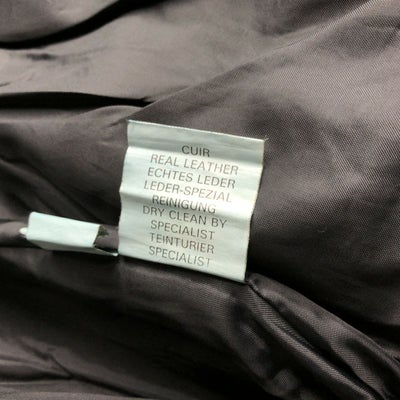 CUIR
REAL LEATHER
ECHTES LEDER
LEDER-SPEZIAL
REINIGUNG
DRY CLEAN BY
SPECIALIST
TEINTURIER
SPECIALIST